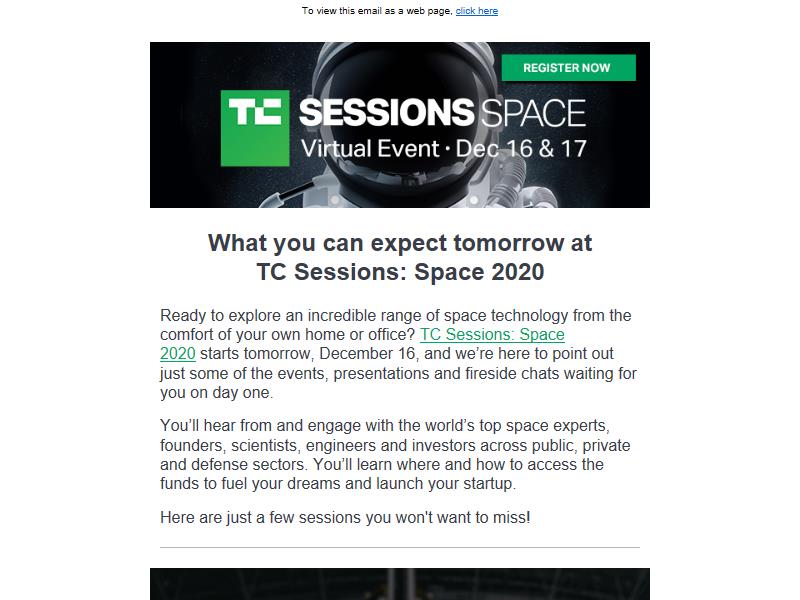 To view this email as a web page, click here
REGISTER NOW
TC SESSIONS SPACE
Virtual Event · Dec 16 & 17
What you can expect tomorrow at
TC Sessions: Space 2020
Ready to explore an incredible range of space technology from the
comfort of your own home or office? TC Sessions: Space
2020 starts tomorrow, December 16, and we’re here to point out
just some of the events, presentations and fireside chats waiting for
you on day one.
You’ll hear from and engage with the world’s top space experts,
founders, scientists, engineers and investors across public, private
and defense sectors. You’ll learn where and how to access the
funds to fuel your dreams and launch your startup.
Here are just a few sessions you won't want to miss!